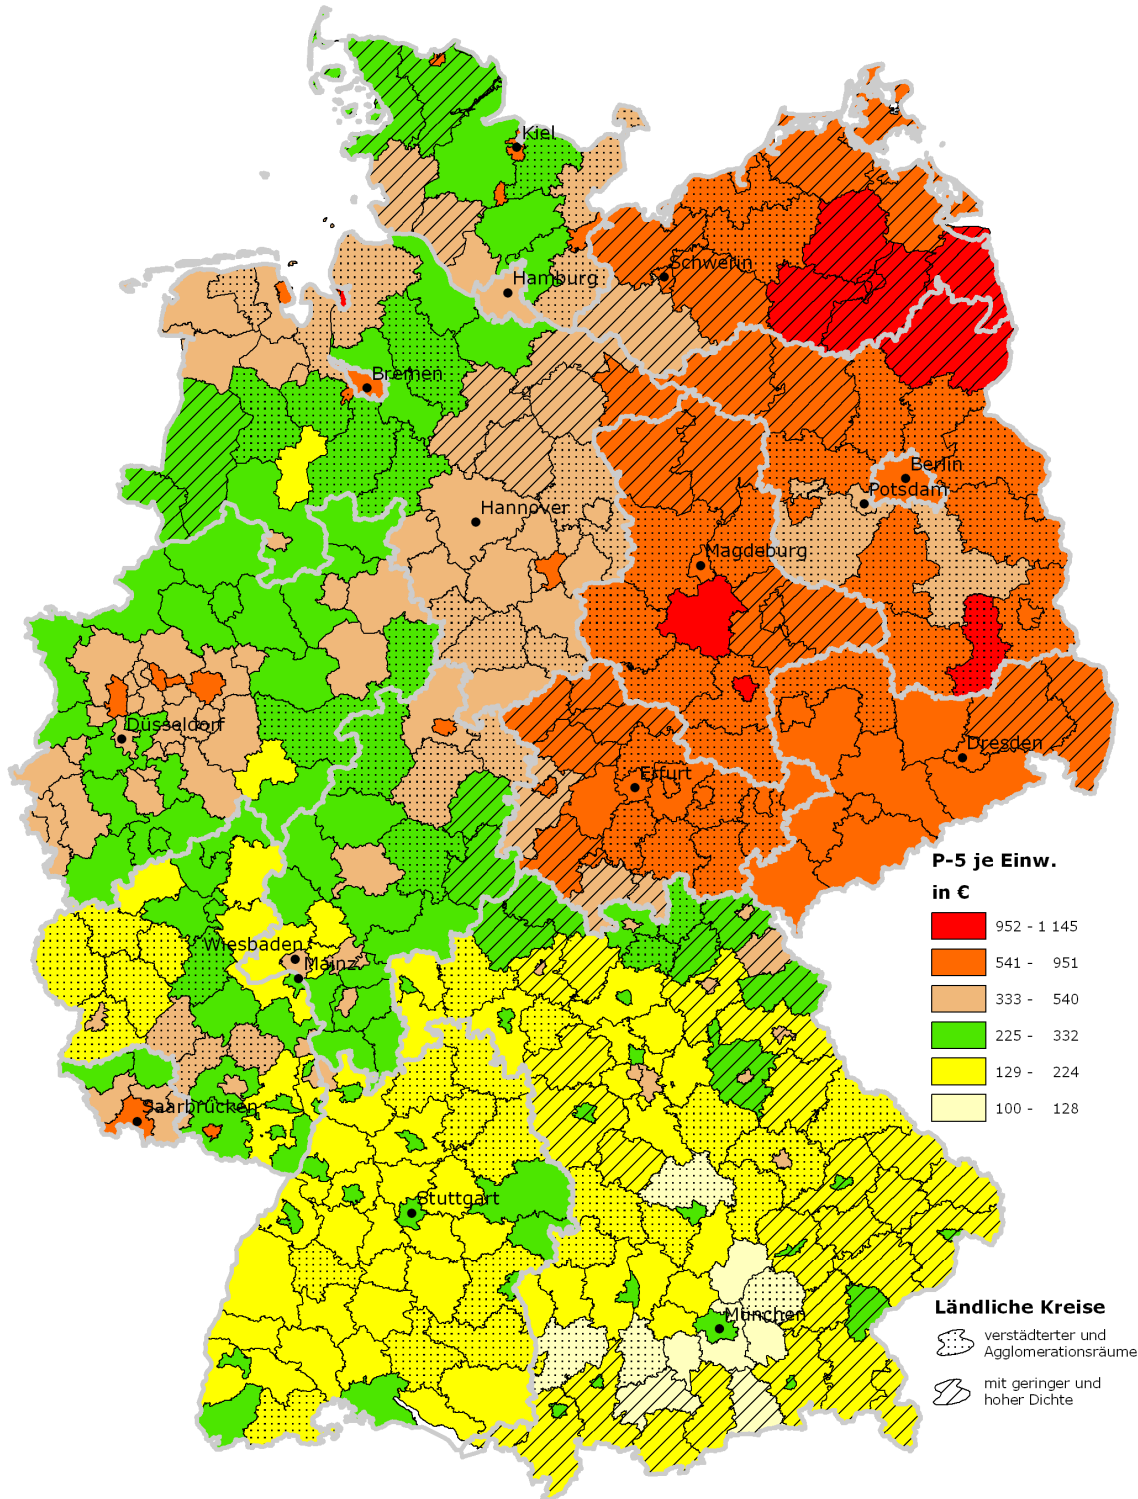 Kiel
Hamburg
Schwerin
Bremen
Berlin
Potsdam
Hannover
Magdeburg
Düsseldorf
Dresden
Erfurt
P-5 je Einw.
in €
952 - 1 145
541 - 951
333 - 540
225 - 332
129 - 224
100 - 128
Wiesbaden
Mainz
Saarbrücken
Stuttgart
München
Ländliche Kreise
verstädterter und
Agglomerationsräume
mit geringer und
hoher Dichte